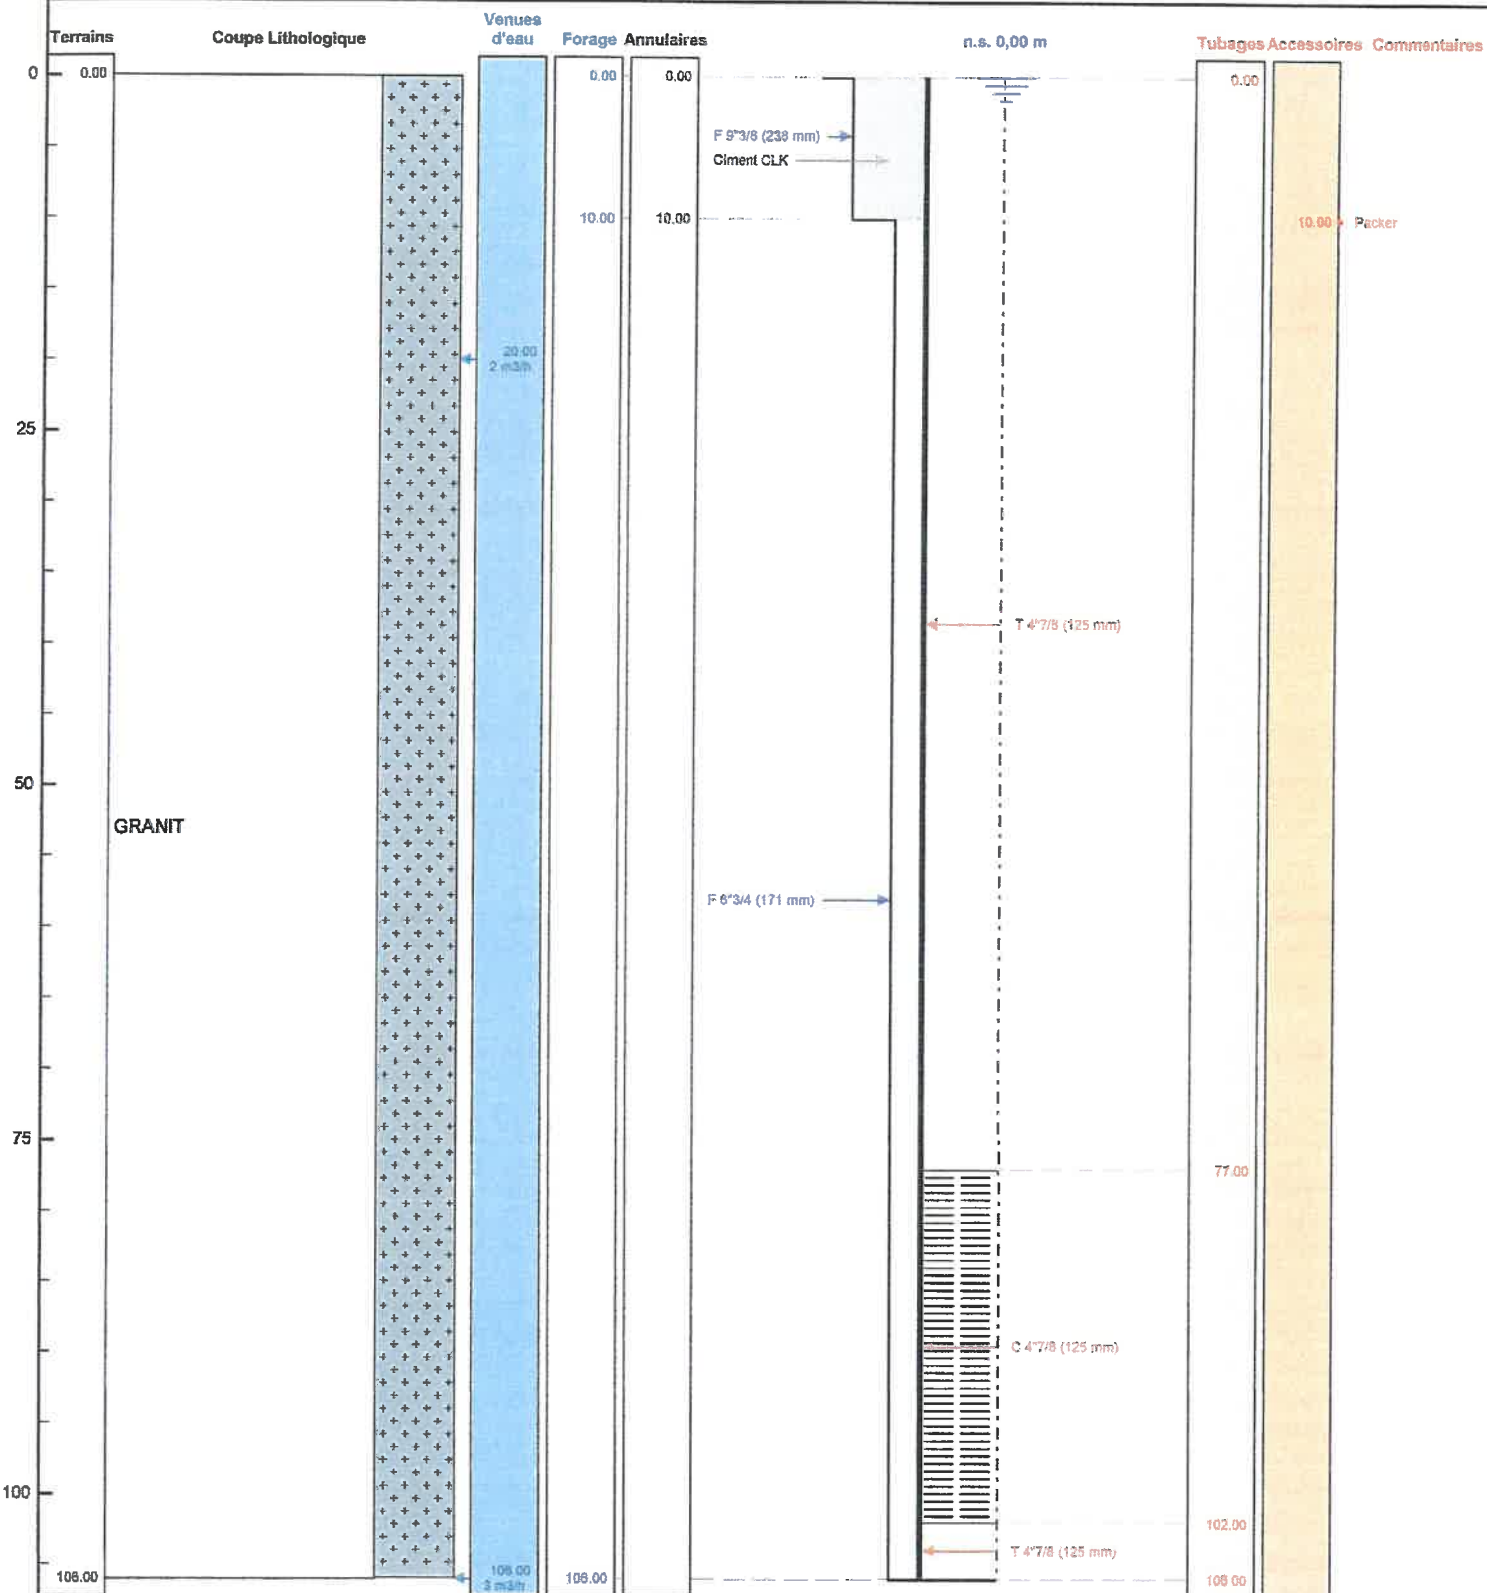 Terrains
Coupe Lithologique
Venues
d'eau
Forage
Annulaires
n.s. 0,00 m
Tubages
Accessoires
Commentaires
0
0.00
0.00
0.00
0.00
F 9"3/8 (238 mm)
Ciment CLK
10.00
10.00
10.00
Packer
20.00
2 m3/h
25
T 4"7/8 (125 mm)
50
GRANIT
F 6"3/4 (171 mm)
75
77.00
C 4"7/8 (125 mm)
100
102.00
T 4"7/8 (125 mm)
106.00
106.00
3 m3/h
106.00
106.00